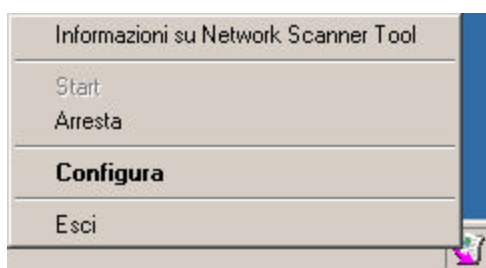 Informazioni su Network Scanner Tool
Start
Arresta
Configura
Esci